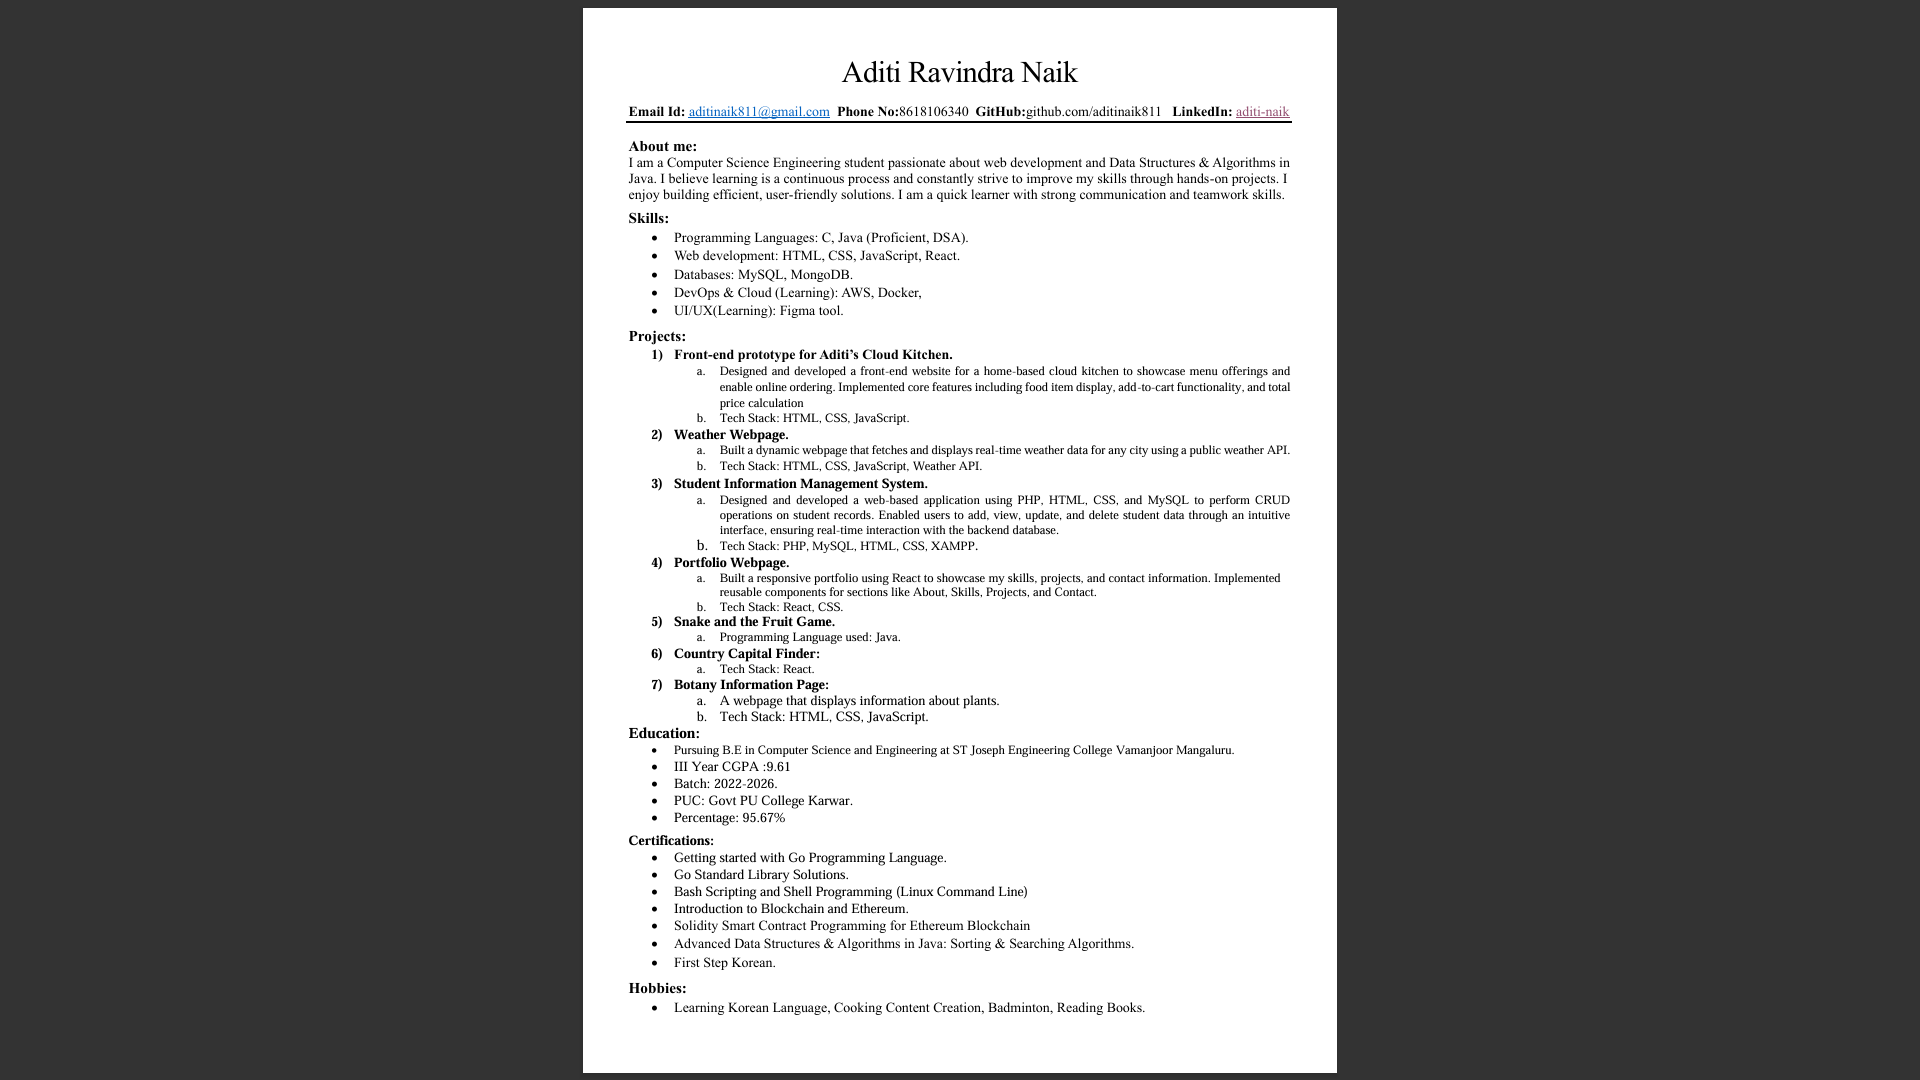 Aditi Ravindra Naik
Email Id: aditinaik811@gmail.com Phone No:8618106340 GitHub:github.com/aditinaik811 LinkedIn: aditi-naik
About me:
I am a Computer Science Engineering student passionate about web development and Data Structures & Algorithms in
Java. I believe learning is a continuous process and constantly strive to improve my skills through hands-on projects. I
enjoy building efficient, user-friendly solutions. I am a quick learner with strong communication and teamwork skills.
Skills:
• Programming Languages: C, Java (Proficient, DSA).
• Web development: HTML, CSS, JavaScript, React.
• Databases: MySQL, MongoDB.
• DevOps & Cloud (Learning): AWS, Docker,
• UI/UX(Learning): Figma tool.
Projects:
1) Front-end prototype for Aditi’s Cloud Kitchen.
a. Designed and developed a front-end website for a home-based cloud kitchen to showcase menu offerings and
enable online ordering. Implemented core features including food item display, add-to-cart functionality, and total
price calculation
b. Tech Stack: HTML, CSS, JavaScript.
2) Weather Webpage.
a. Built a dynamic webpage that fetches and displays real-time weather data for any city using a public weather API.
b. Tech Stack: HTML, CSS, JavaScript, Weather API.
3) Student Information Management System.
a. Designed and developed a web-based application using PHP, HTML, CSS, and MySQL to perform CRUD
operations on student records. Enabled users to add, view, update, and delete student data through an intuitive
interface, ensuring real-time interaction with the backend database.
b. Tech Stack: PHP, MySQL, HTML, CSS, XAMPP.
4) Portfolio Webpage.
a. Built a responsive portfolio using React to showcase my skills, projects, and contact information. Implemented
reusable components for sections like About, Skills, Projects, and Contact.
b. Tech Stack: React, CSS.
5) Snake and the Fruit Game.
a. Programming Language used: Java.
6) Country Capital Finder:
a. Tech Stack: React.
7) Botany Information Page:
a. A webpage that displays information about plants.
b. Tech Stack: HTML, CSS, JavaScript.
Education:
• Pursuing B.E in Computer Science and Engineering at ST Joseph Engineering College Vamanjoor Mangaluru.
• III Year CGPA :9.61
• Batch: 2022-2026.
• PUC: Govt PU College Karwar.
• Percentage: 95.67%
Certifications:
• Getting started with Go Programming Language.
• Go Standard Library Solutions.
• Bash Scripting and Shell Programming (Linux Command Line)
• Introduction to Blockchain and Ethereum.
• Solidity Smart Contract Programming for Ethereum Blockchain
• Advanced Data Structures & Algorithms in Java: Sorting & Searching Algorithms.
• First Step Korean.
Hobbies:
• Learning Korean Language, Cooking Content Creation, Badminton, Reading Books.